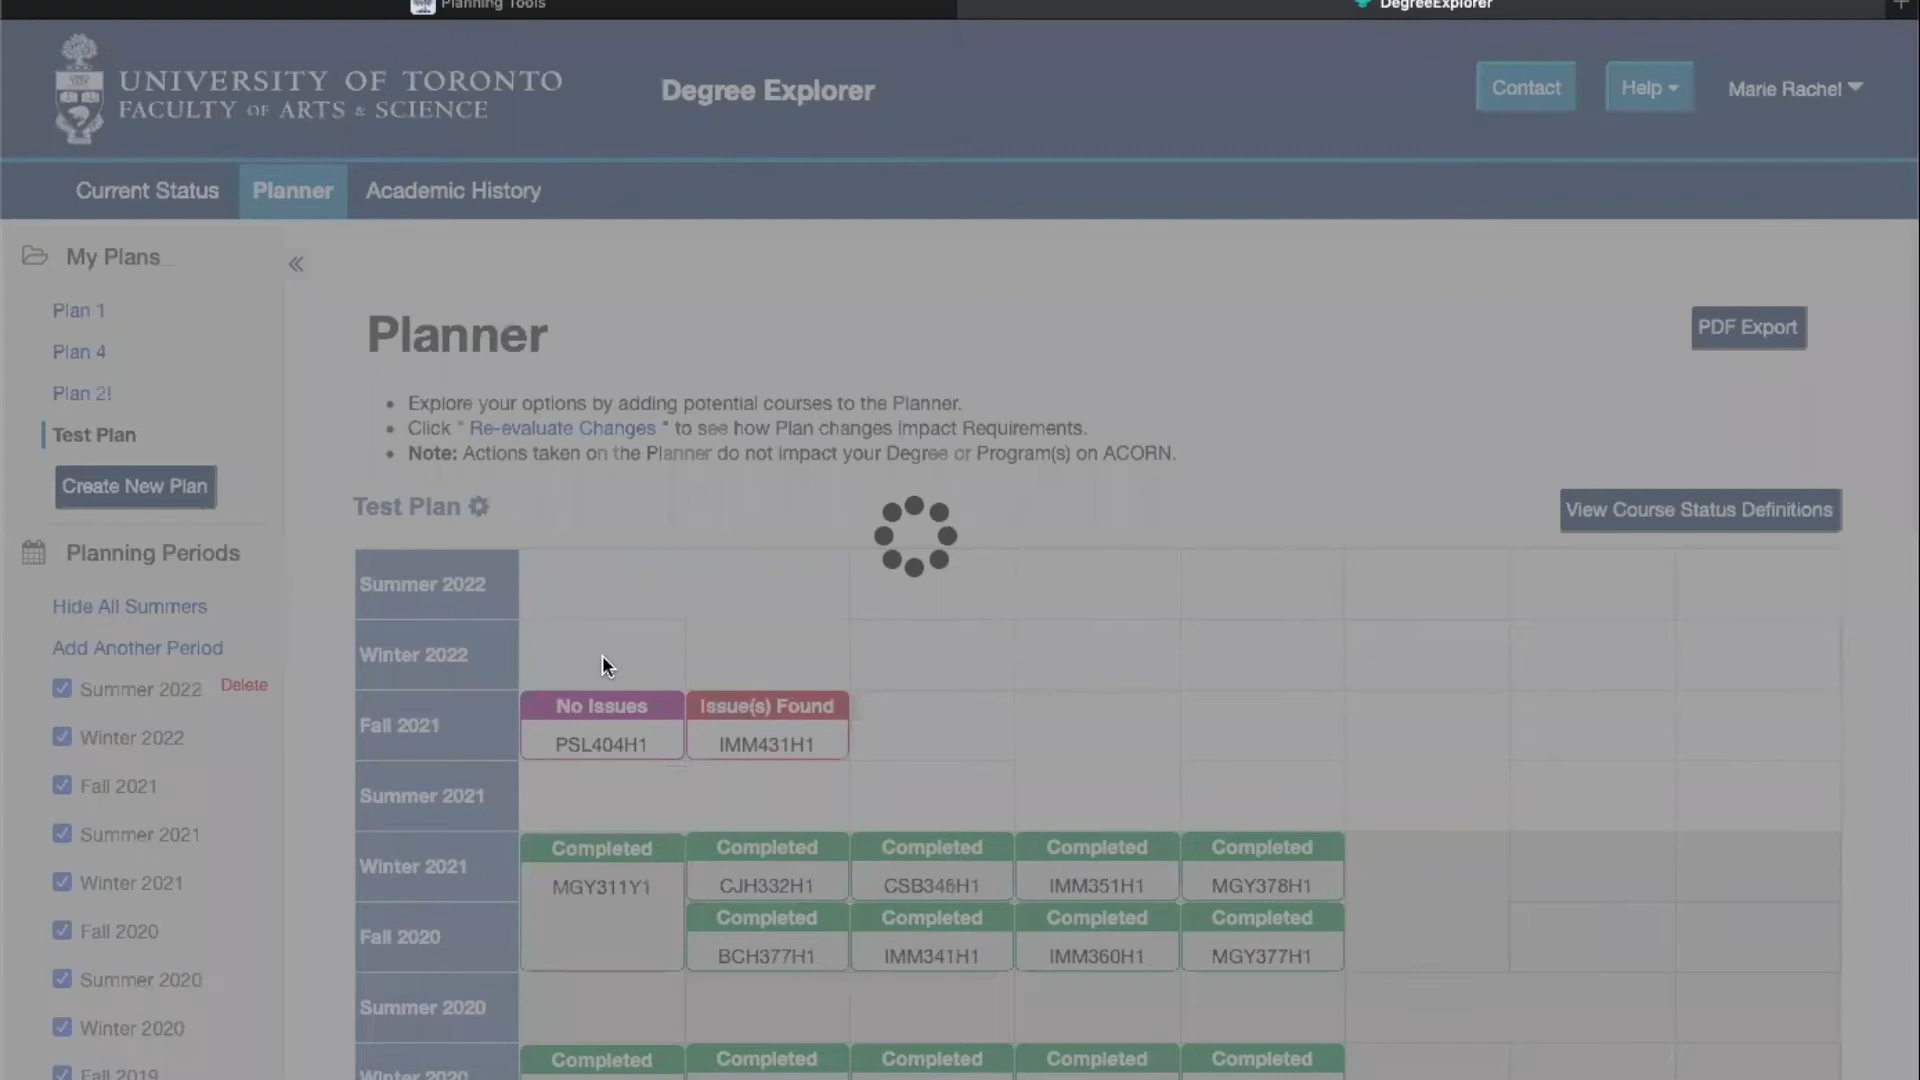 Planning Tools
DegreeExplorer
UNIVERSITY OF TORONTO
FACULTY OF ARTS & SCIENCE
Degree Explorer
Contact
Help
Marie Rachel
Current Status
Planner
Academic History
My Plans
Plan 1
Plan 4
Plan 2!
Test Plan
Create New Plan
Planning Periods
Hide All Summers
Add Another Period
Summer 2022 Delete
Winter 2022
Fall 2021
Summer 2021
Winter 2021
Fall 2020
Summer 2020
Winter 2020
Fall 2019
Planner
PDF Export
• Explore your options by adding potential courses to the Planner.
• Click " Re-evaluate Changes " to see how Plan changes impact Requirements.
• Note: Actions taken on the Planner do not impact your Degree or Program(s) on ACORN.
Test Plan
View Course Status Definitions
Summer 2022
Winter 2022
Fall 2021
No Issues Issue(s) Found
PSL404H1 IMM431H1
Summer 2021
Winter 2021
Completed Completed Completed Completed Completed
MGY311Y1 CJH332H1 CSB346H1 IMM351H1 MGY378H1
Fall 2020
Completed Completed Completed Completed
BCH377H1 IMM341H1 IMM360H1 MGY377H1
Summer 2020
Winter 2020
Completed Completed Completed Completed Completed